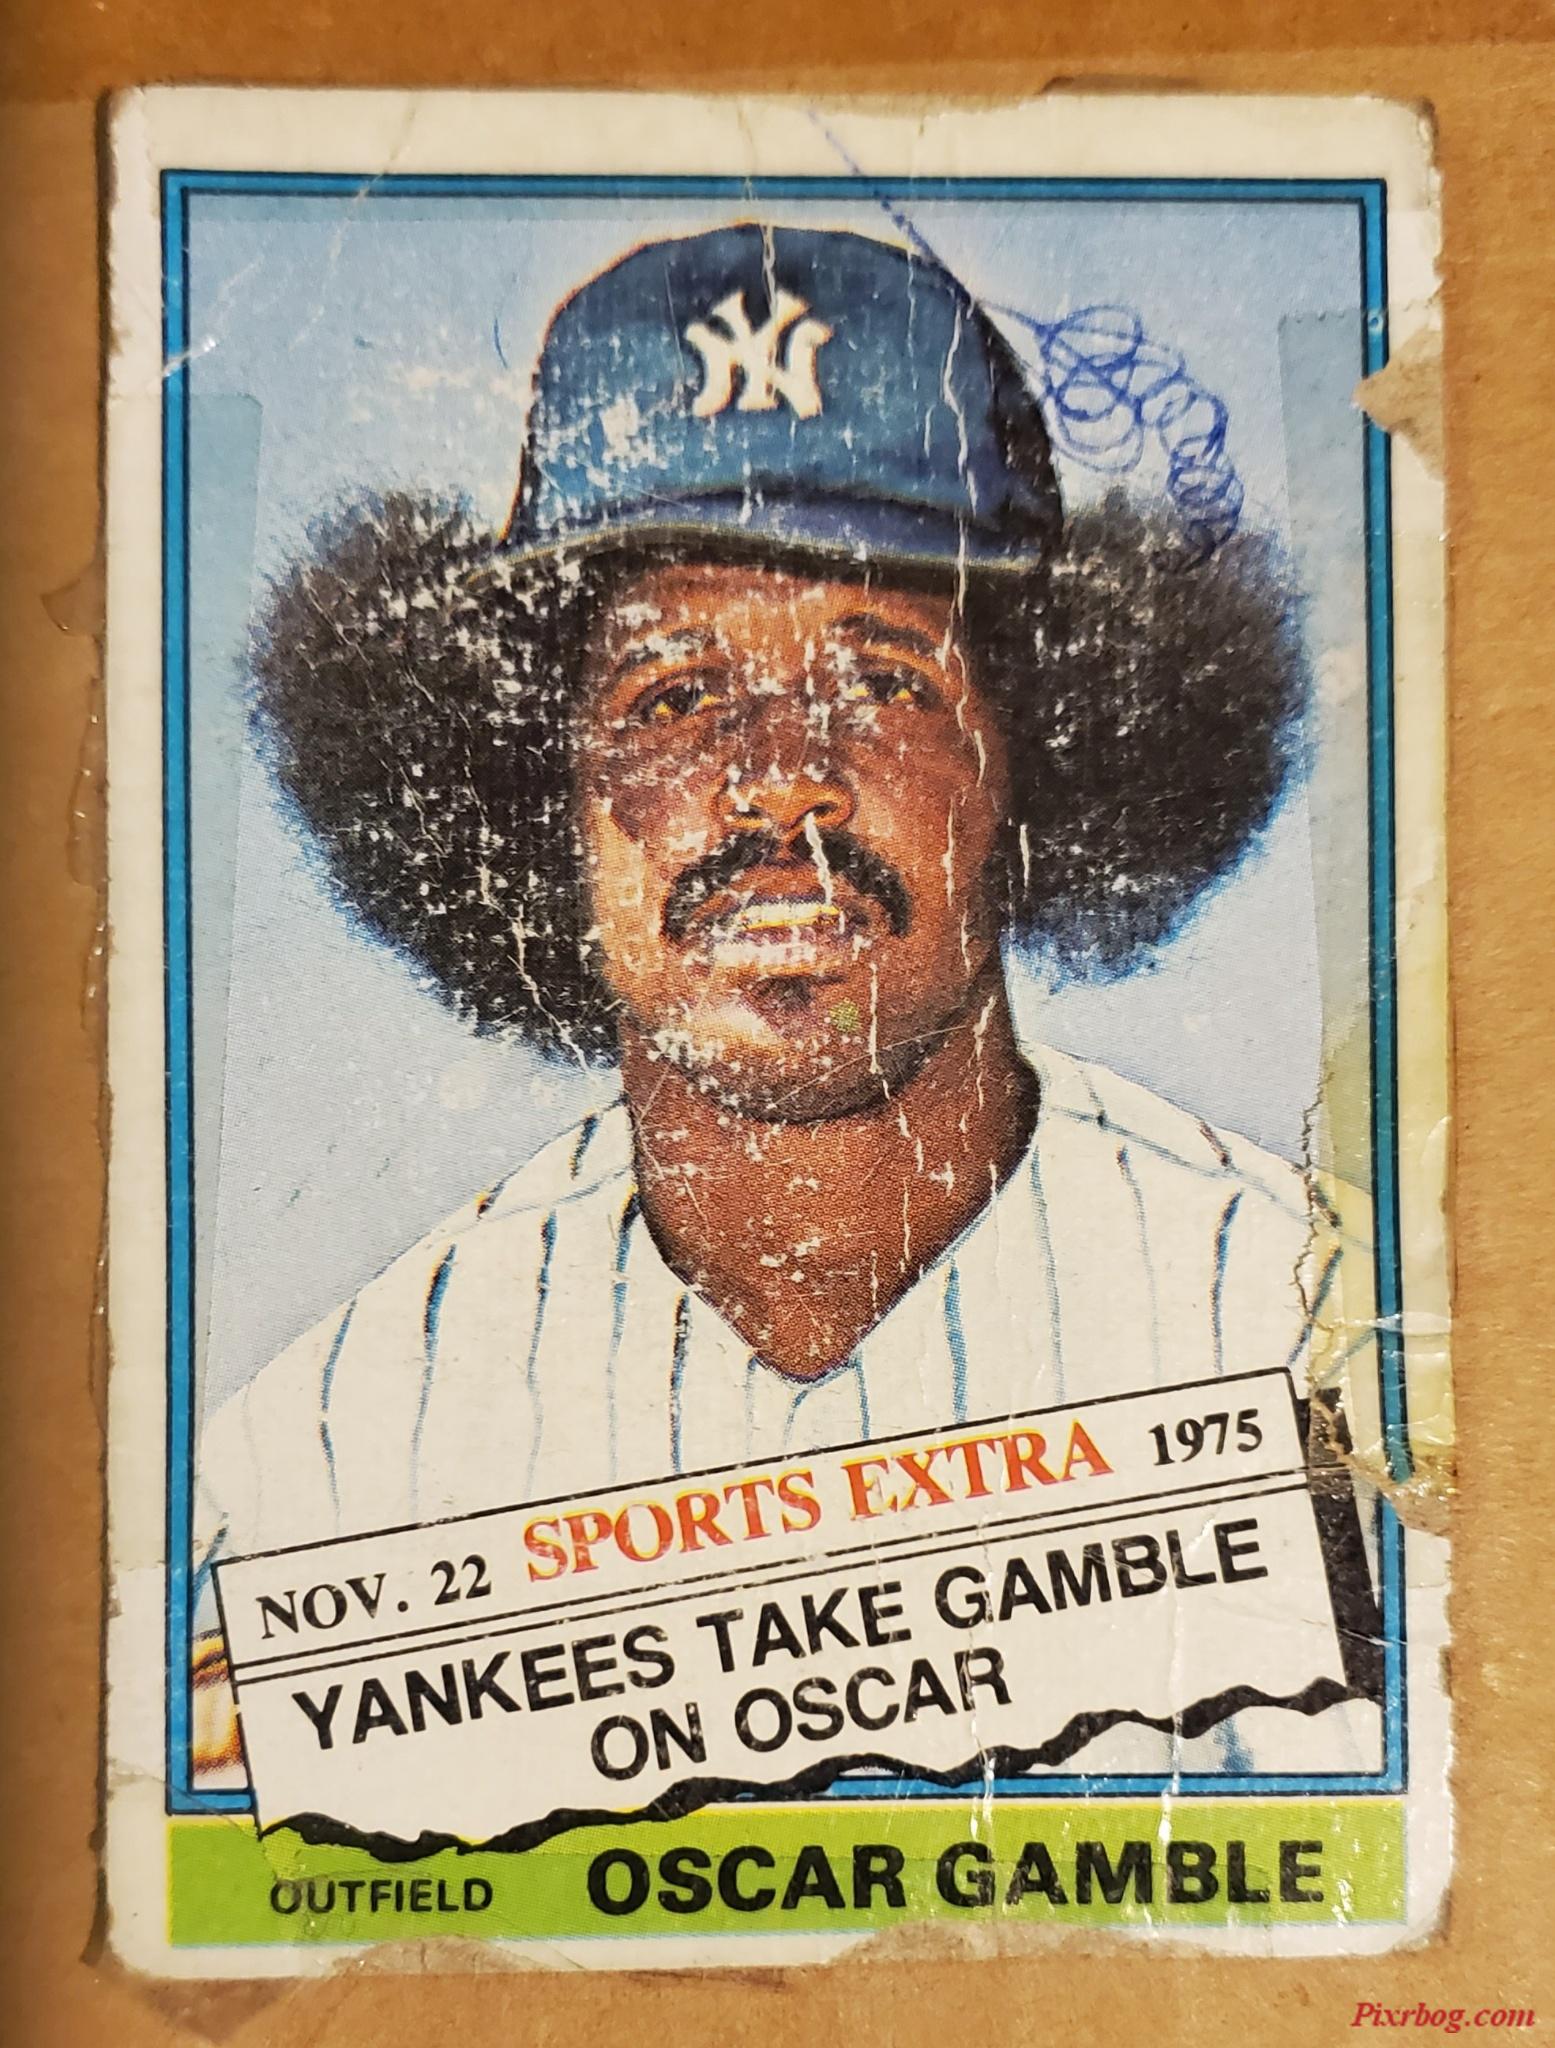 NY
NOV. 22 SPORTS EXTRA 1975
YANKEES TAKE GAMBLE
ON OSCAR
OUTFIELD OSCAR GAMBLE
Pixrbog.com